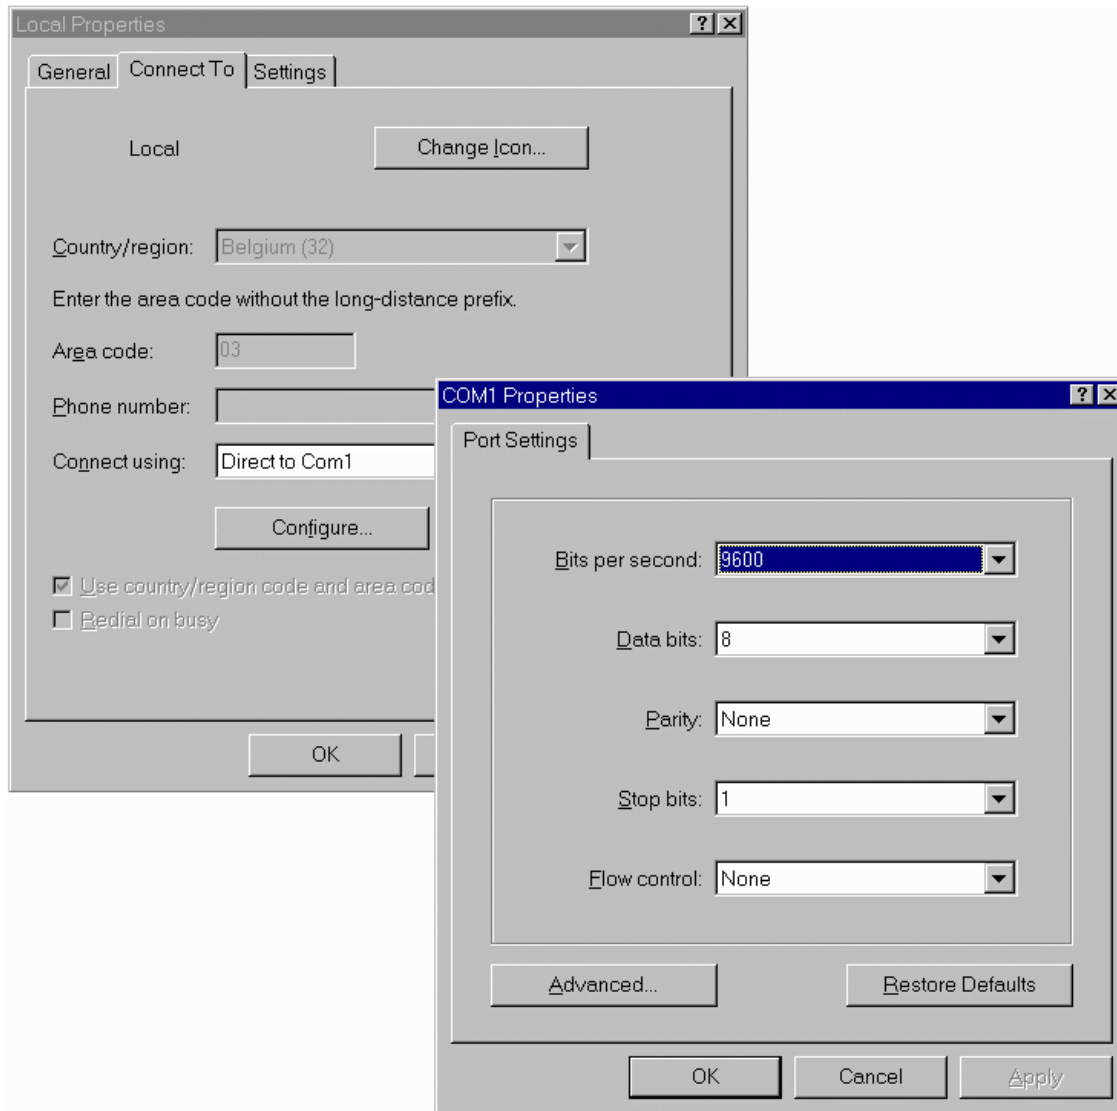 Local Properties
General Connect To Settings
Local Change Icon...
Country/region: Belgium (32)
Enter the area code without the long-distance prefix.
Area code: 03
Phone number:
Connect using: Direct to Com1
Configure...
Use country/region code and area cod
Redial on busy
OK
COM1 Properties
Port Settings
Bits per second: 9600
Data bits: 8
Parity: None
Stop bits: 1
Flow control: None
Advanced... Restore Defaults
OK Cancel Apply